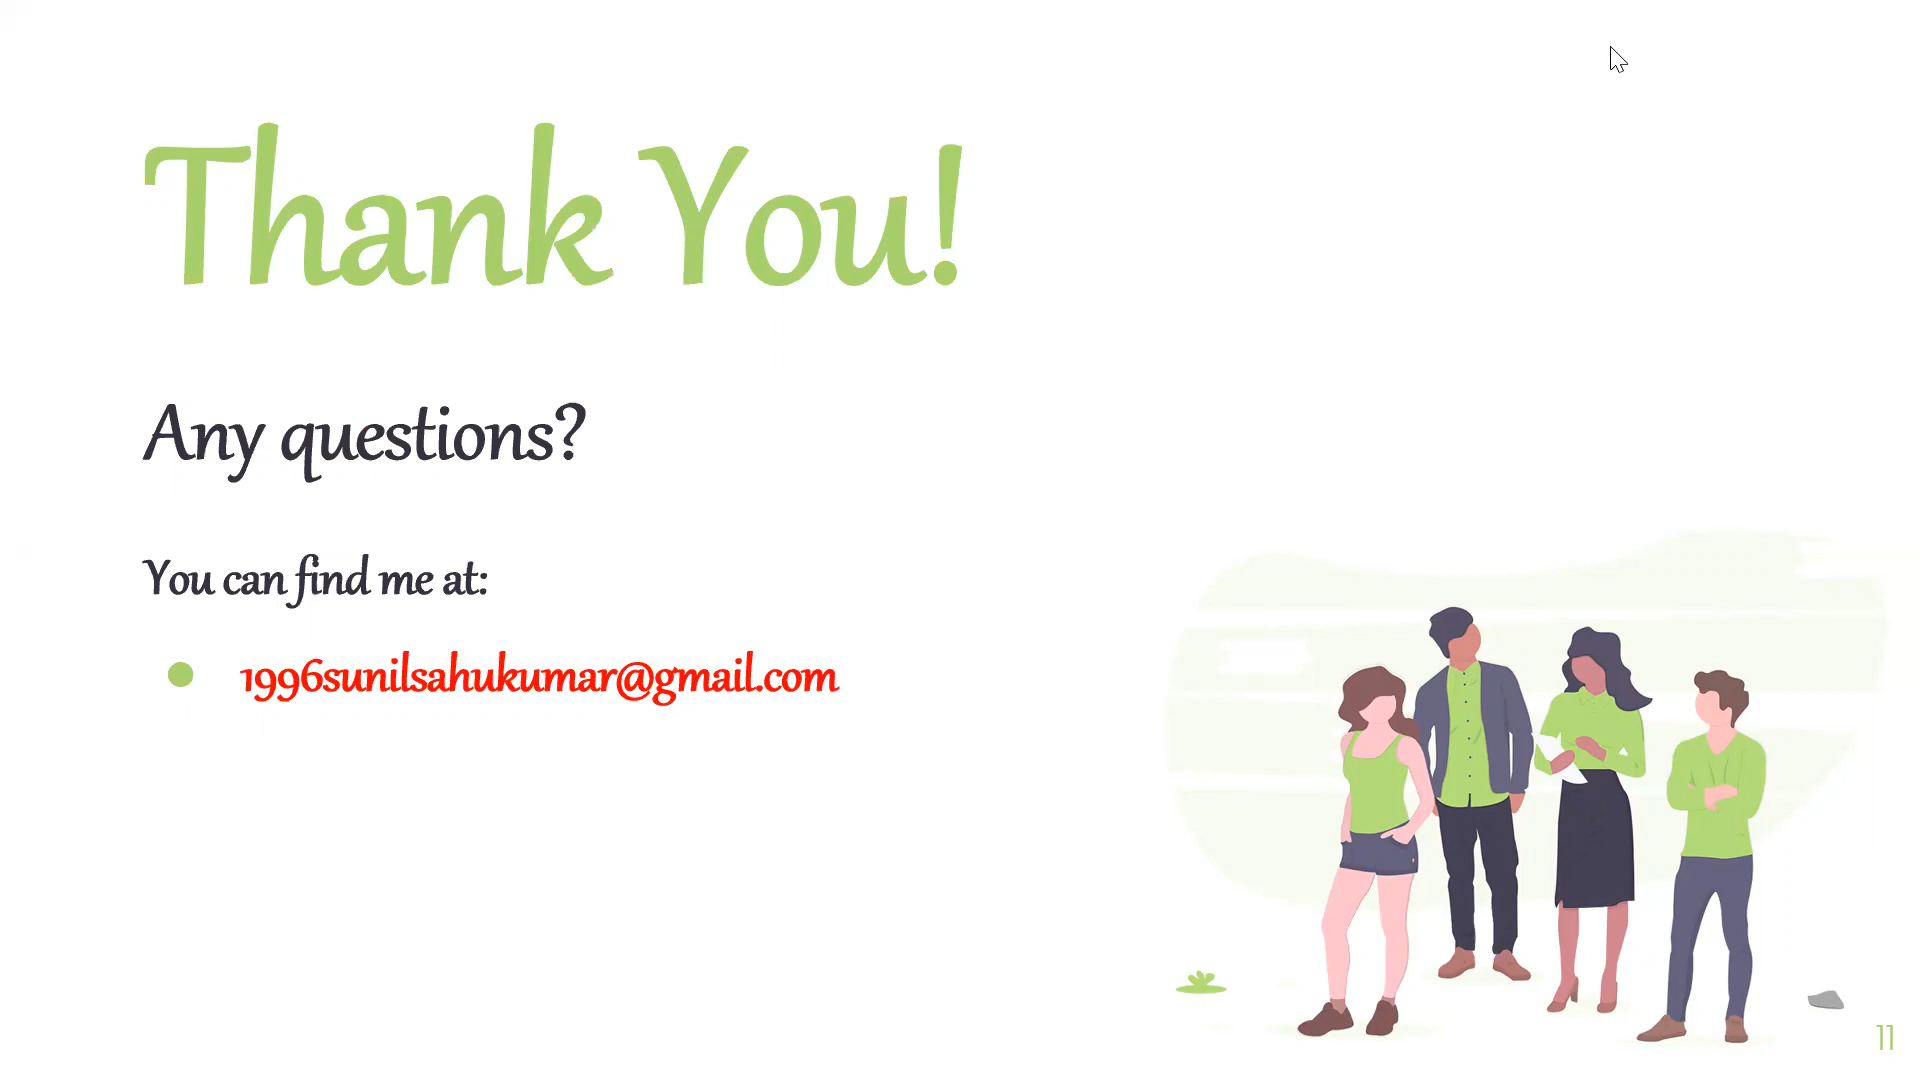 Thank You!
Any questions?
You can find me at:
1996sunilsahukumar@gmail.com
11